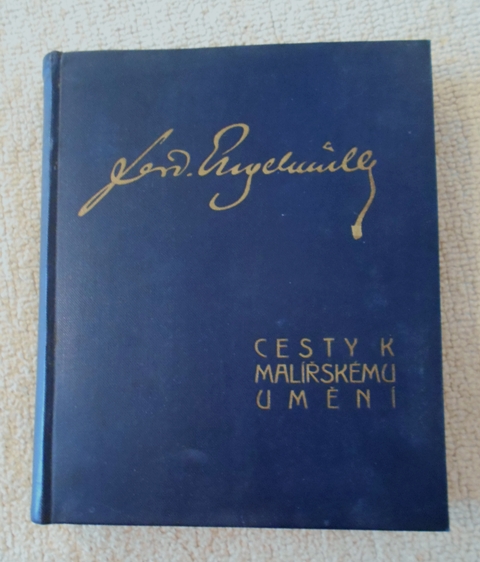 Ferd. Engelmüller
CESTY K
MALÍŘSKÉMU
UMĚNÍ